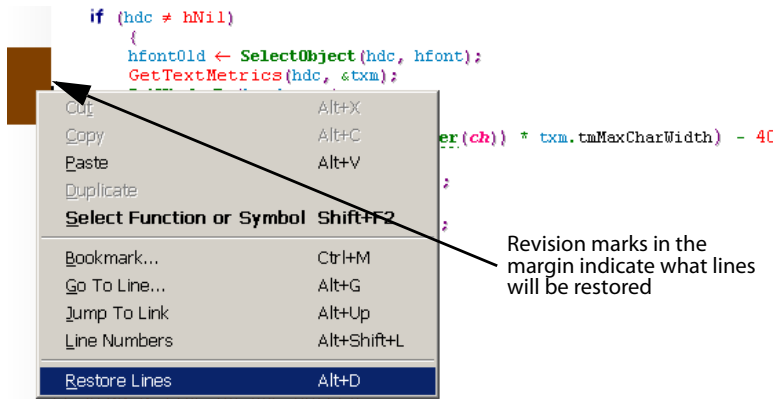 if (hdc ≠ hNil)
{
hfontOld ← SelectObject(hdc, hfont);
GetTextMetrics(hdc, &txm);
Cut Alt+X
Copy Alt+C
er(ch)) * txm.tmMaxCharWidth) - 40
Paste Alt+V
Duplicate
;
Select Function or Symbol Shift+F2
;
Bookmark... Ctrl+M
Go To Line... Alt+G
Jump To Link Alt+Up
Line Numbers Alt+Shift+L
Restore Lines Alt+D
Revision marks in the
margin indicate what lines
will be restored